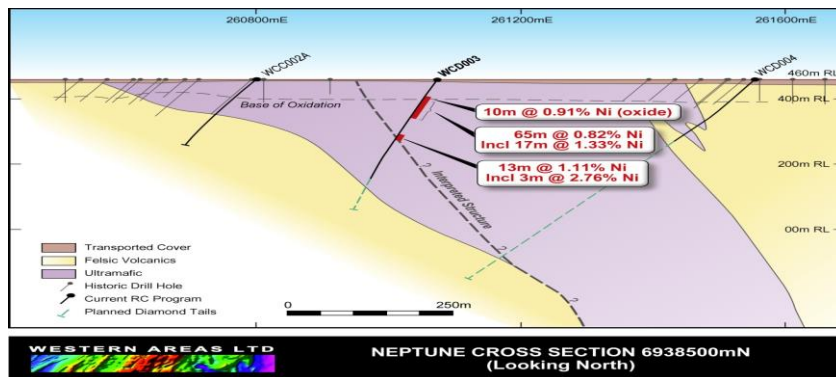 260800mE
261200mE
261600mE
WCC002A
WCD003
WCD004
460m RL
Base of Oxidation
400m RL
10m @ 0.91% Ni (oxide)
65m @ 0.82% Ni
Incl 17m @ 1.33% Ni
13m @ 1.11% Ni
Incl 3m @ 2.76% Ni
200m RL
?
Interpreted Structure
00m RL
?
?
Transported Cover
Felsic Volcanics
Ultramafic
Historic Drill Hole
Current RC Program
Planned Diamond Tails
0
250m
WESTERN AREAS LTD
NEPTUNE CROSS SECTION 6938500mN
(Looking North)